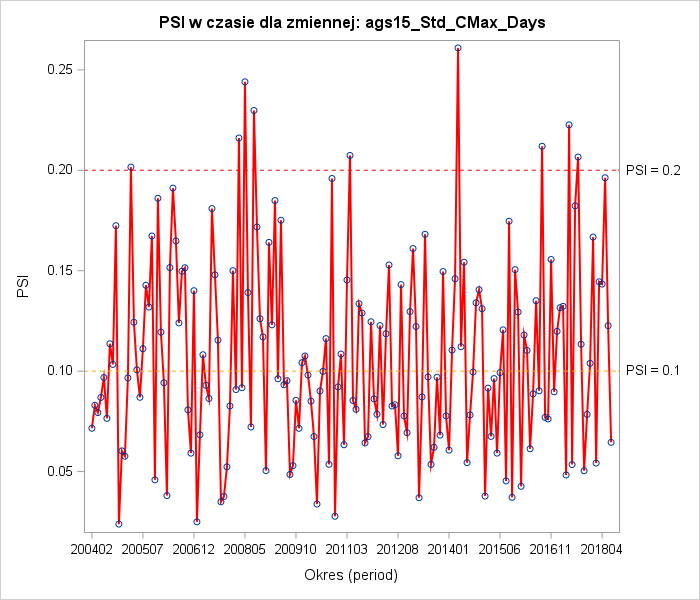 PSI w czasie dla zmiennej: ags15_Std_CMax_Days
0.25
0.20
0.15
0.10
0.05
PSI
PSI = 0.2
PSI = 0.1
200402 200507 200612 200805 200910 201103 201208 201401 201506 201611 201804
Okres (period)